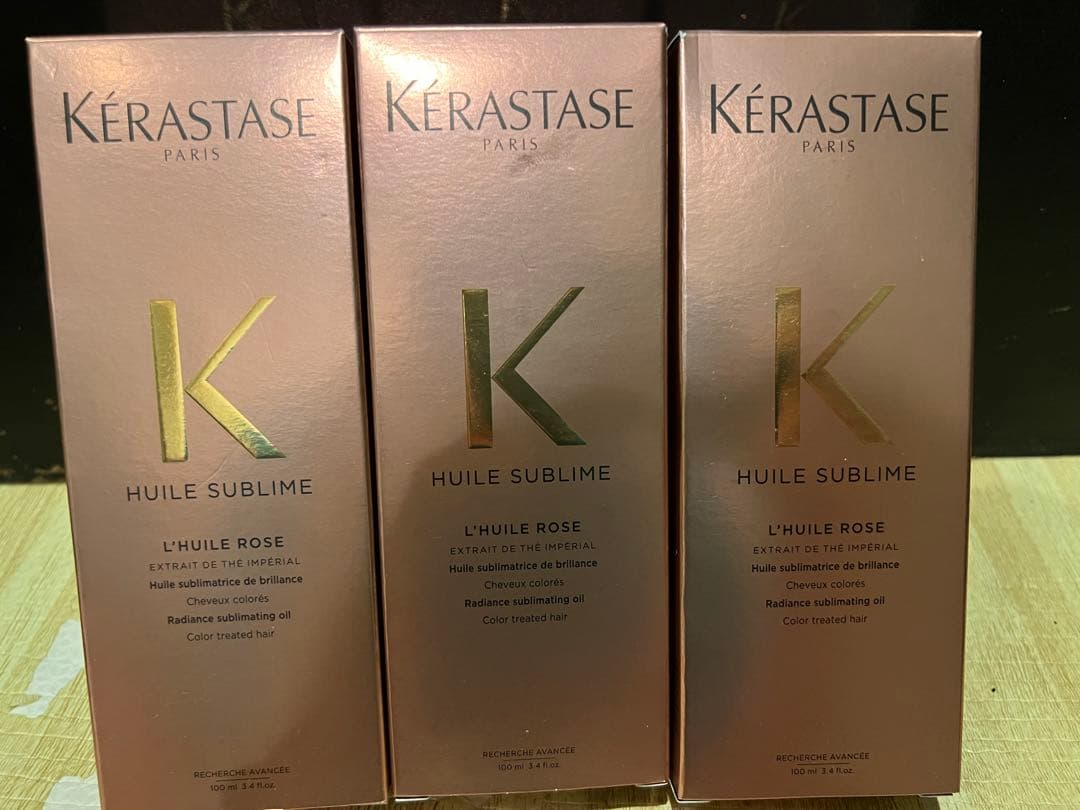 KÉRASTASE
PARIS
K
HUILE SUBLIME
L'HUILE ROSE
EXTRAIT DE THÉ IMPÉRIAL
Huile sublimatrice de brillance
Cheveux colorés
Radiance sublimating oil
Color treated hair
RECHERCHE AVANCÉE
100 ml 3.4 fl.oz.
KÉRASTASE
PARIS
K
HUILE SUBLIME
L'HUILE ROSE
EXTRAIT DE THÉ IMPÉRIAL
Huile sublimatrice de brillance
Cheveux colorés
Radiance sublimating oil
Color treated hair
RECHERCHE AVANCÉE
100 ml 3.4 fl.oz.
KÉRASTASE
PARIS
K
HUILE SUBLIME
L'HUILE ROSE
EXTRAIT DE THÉ IMPÉRIAL
Huile sublimatrice de brillance
Cheveux colorés
Radiance sublimating oil
Color treated hair
RECHERCHE AVANCÉE
100 ml 3.4 fl.oz.